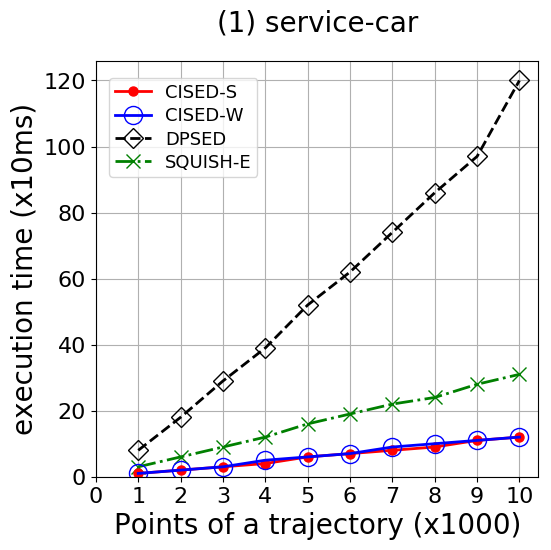 (1) service-car
CISED-S
CISED-W
DPSED
SQUISH-E
execution time (x10ms)
120
100
80
60
40
20
0
0 1 2 3 4 5 6 7 8 9 10
Points of a trajectory (x1000)